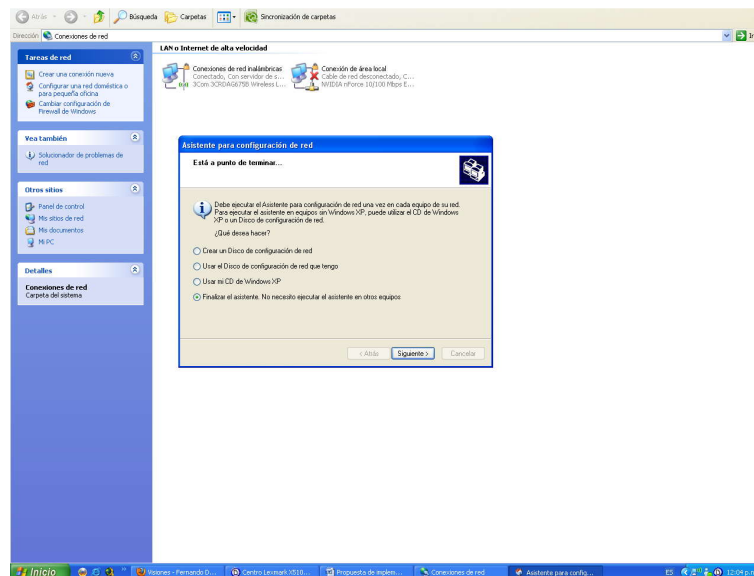 Atrás
Búsqueda
Carpetas
Sincronización de carpetas
Dirección
Conexiones de red
Ir
Tareas de red
Crear una conexión nueva
Configurar una red doméstica o
para pequeña oficina
Cambiar configuración de
Firewall de Windows
Vea también
Solucionador de problemas de
red
Otros sitios
Panel de control
Mis sitios de red
Mis documentos
Mi PC
Detalles
Conexiones de red
Carpeta del sistema
LAN o Internet de alta velocidad
Conexiones de red inalámbricas
Conectado, Con servidor de s...
3Com 3CRDAG675B Wireless L...
Conexión de área local
Cable de red desconectado, C...
NVIDIA nForce 10/100 Mbps E...
Asistente para configuración de red
Está a punto de terminar...
Debe ejecutar el Asistente para configuración de red una vez en cada equipo de su red.
Para ejecutar el asistente en equipos sin Windows XP, puede utilizar el CD de Windows
XP o un Disco de configuración de red.
¿Qué desea hacer?
Crear un Disco de configuración de red
Usar el Disco de configuración de red que tengo
Usar mi CD de Windows XP
Finalizar el asistente. No necesito ejecutar el asistente en otros equipos
< Atrás
Siguiente >
Cancelar
Inicio
Visiones - Fernando D...
Centro Lexmark X510...
Propuesta de implem...
Conexiones de red
Asistente para config...
ES
12:04 p.m.